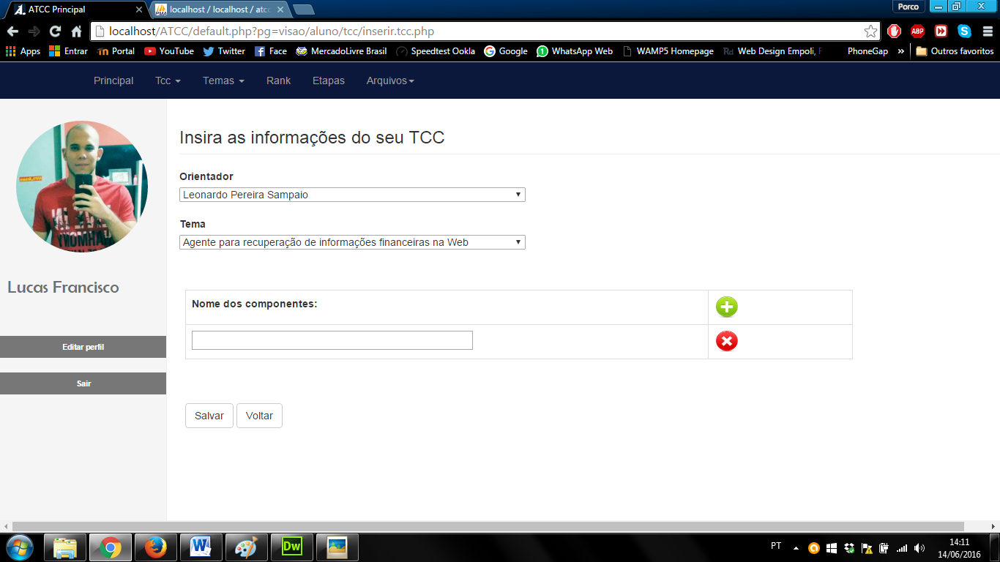 ATCC Principal
localhost / localhost / atcc
Porco
localhost/ATCC/default.php?pg=visao/aluno/tcc/inserir.tcc.php
ABP
Apps Entrar Portal YouTube Twitter Face MercadoLivre Brasil Speedtest Ookla Google WhatsApp Web WAMP5 Homepage Rd Web Design Empoli, F PhoneGap » Outros favoritos
Principal Tcc Temas Rank Etapas Arquivos
Insira as informações do seu TCC
Orientador
Leonardo Pereira Sampaio
Tema
Agente para recuperação de informações financeiras na Web
Lucas Francisco
Nome dos componentes:
Editar perfil
Sair
Salvar Voltar
Dw
PT
14:11
14/06/2016